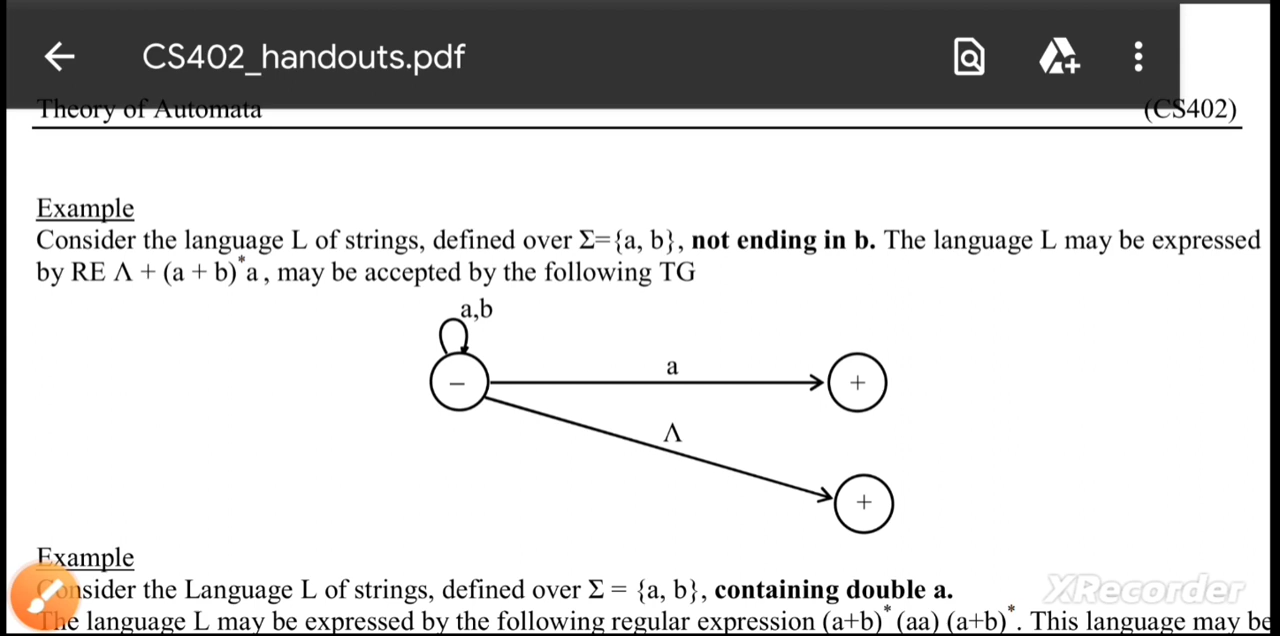 CS402_handouts.pdf
Theory of Automata (CS402)
Example
Consider the language L of strings, defined over Σ={a, b}, not ending in b. The language L may be expressed
by RE Λ + (a + b)*a , may be accepted by the following TG
a,b
a
− +
Λ
+
Example
Consider the Language L of strings, defined over Σ = {a, b}, containing double a.
XRecorder
The language L may be expressed by the following regular expression (a+b)* (aa) (a+b)*. This language may be